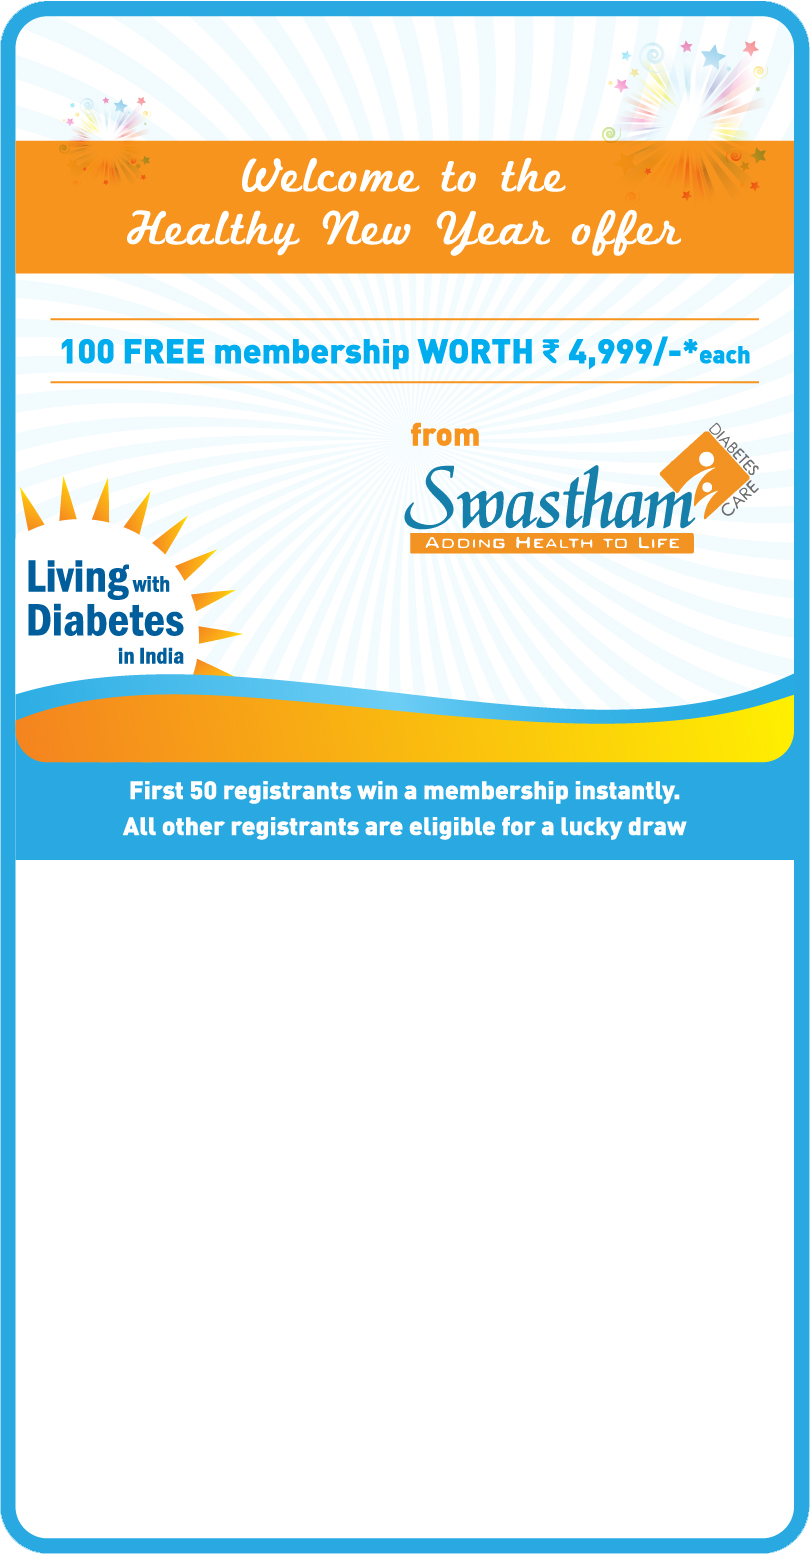 Welcome to the
Healthy New Year offer
100 FREE membership WORTH ₹ 4,999/-*each
from
Swastham
DIABETES
CARE
ADDING HEALTH TO LIFE
Living with
Diabetes
in India
First 50 registrants win a membership instantly.
All other registrants are eligible for a lucky draw